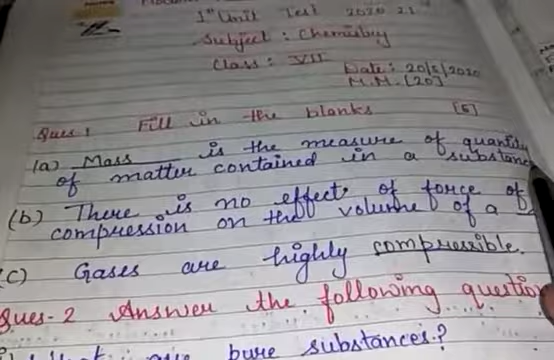 1st Unit Test 2020-21
Subject : Chemistry
Class : VII
Date: 20/5/2020
M.M. [20]
Ques:1 Fill in the blanks [5]
(a) Mass is the measure of quantity
of matter contained in a substance
(b) There is no effect of force of
compression on the volume of a
(C) Gases are highly compressible.
Ques-2 Answer the following question
are pure substances?